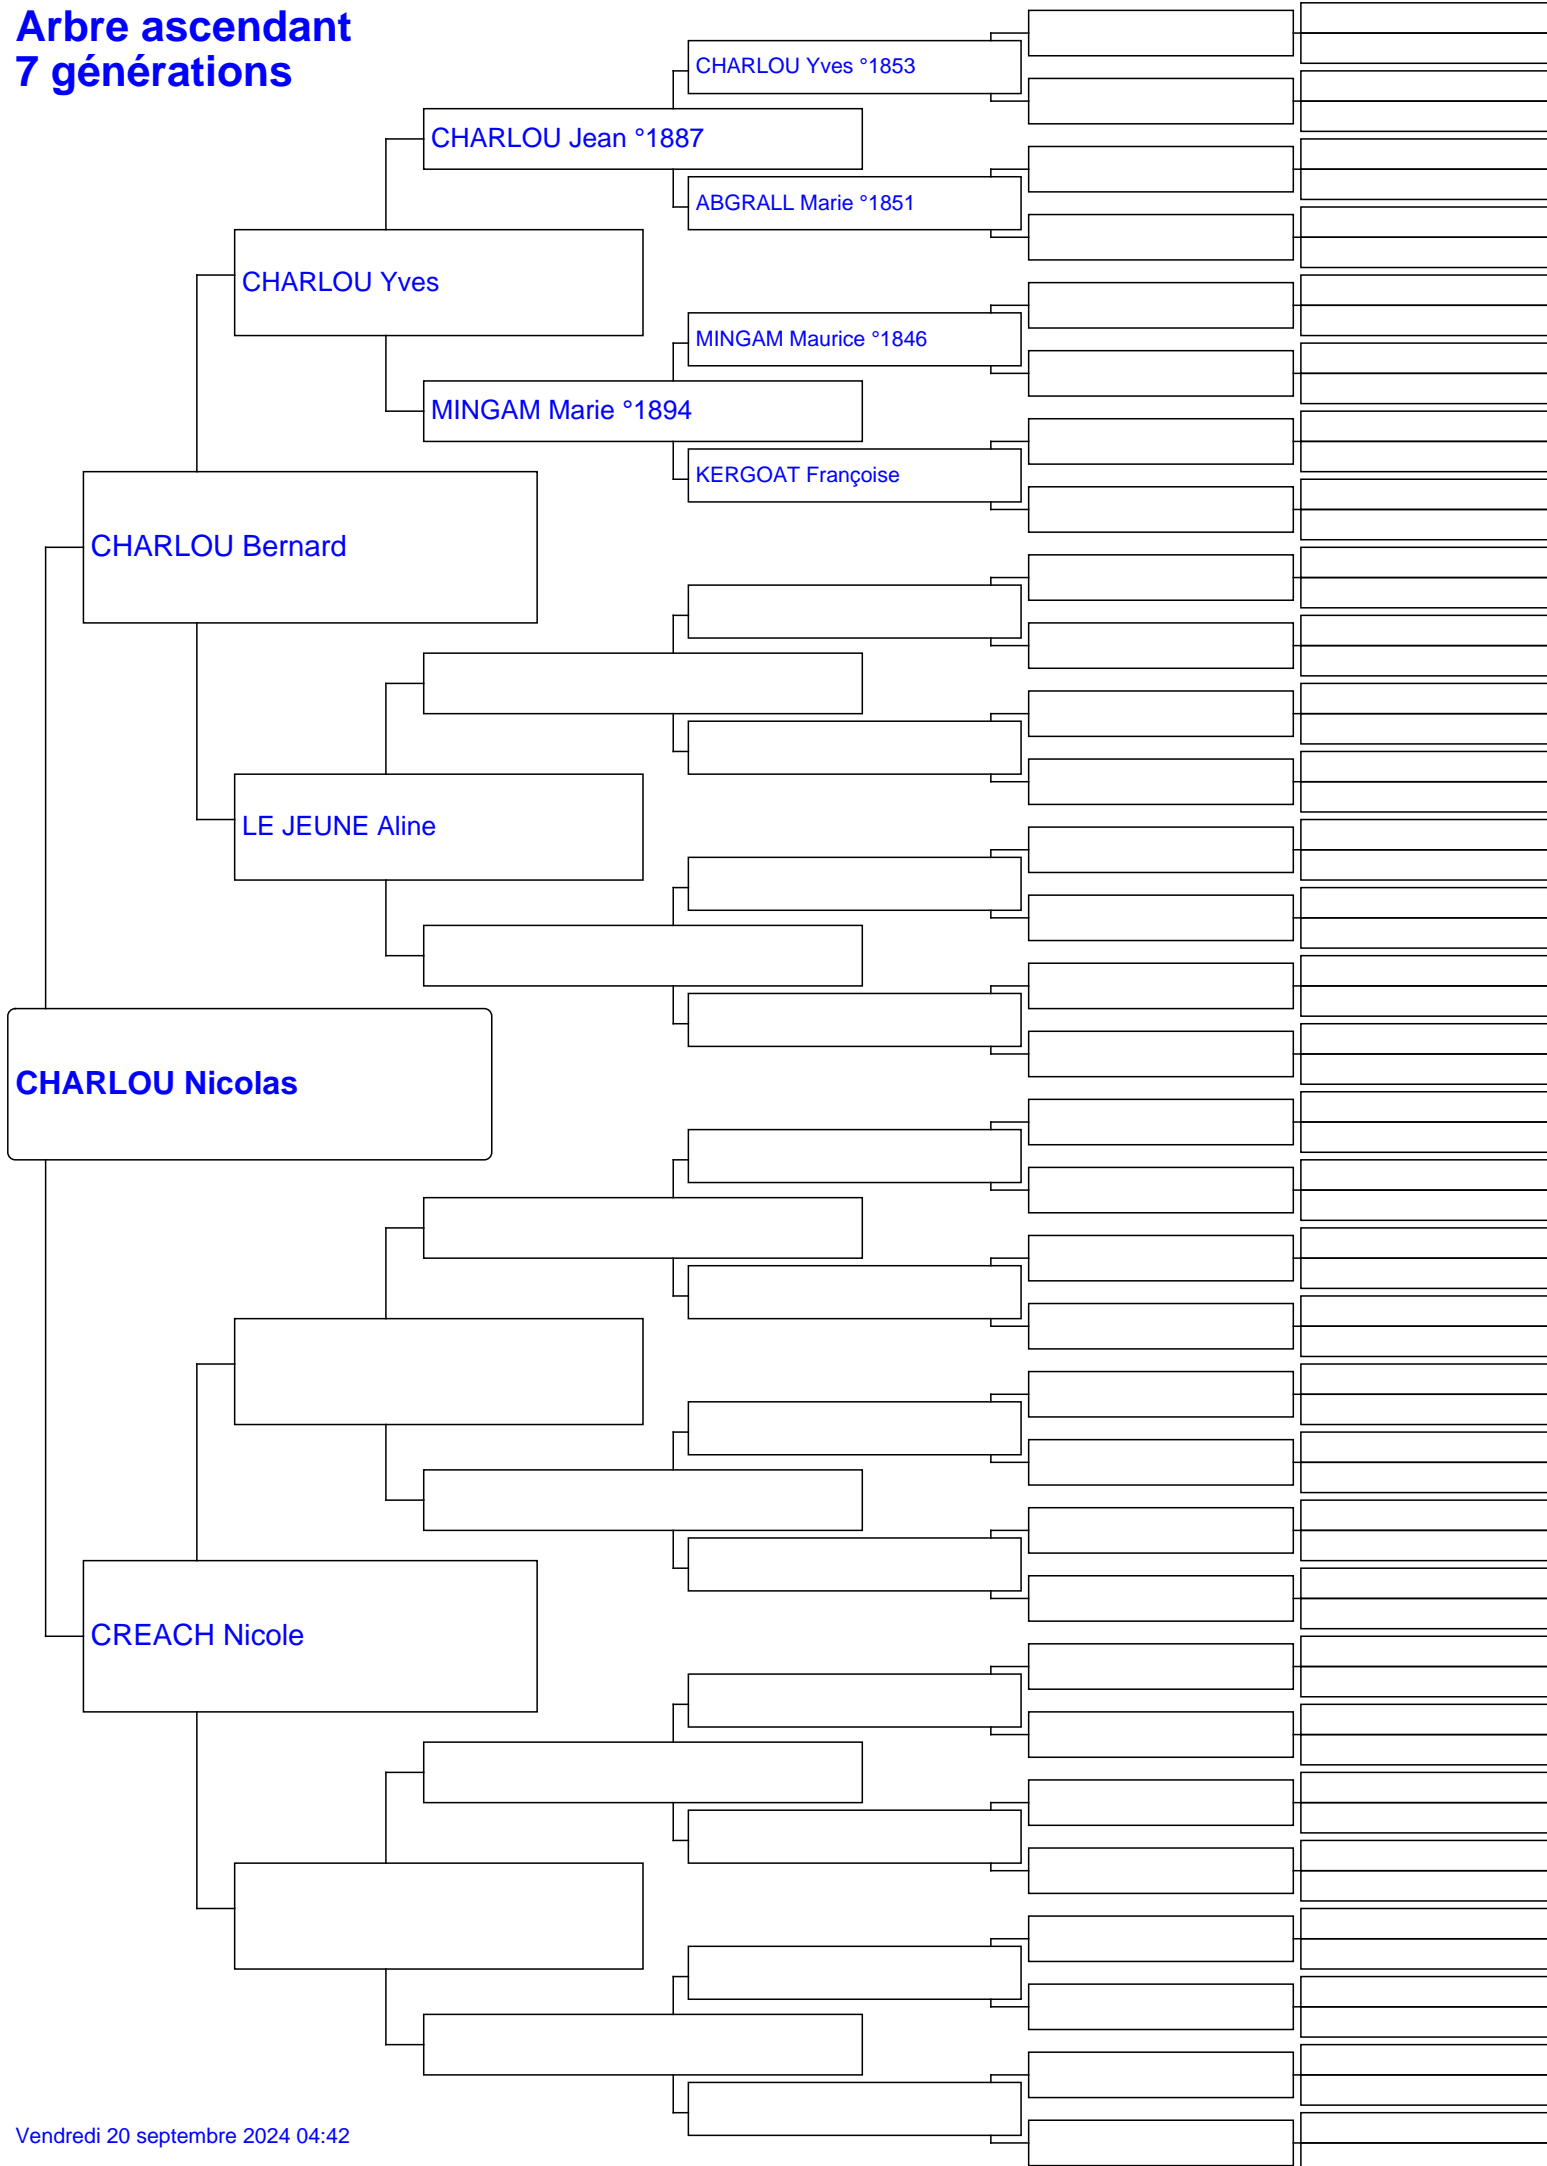 Arbre ascendant
7 générations
CHARLOU Yves °1853
CHARLOU Jean °1887
ABGRALL Marie °1851
CHARLOU Yves
MINGAM Maurice °1846
MINGAM Marie °1894
KERGOAT Françoise
CHARLOU Bernard
LE JEUNE Aline
CHARLOU Nicolas
CREACH Nicole
Vendredi 20 septembre 2024 04:42